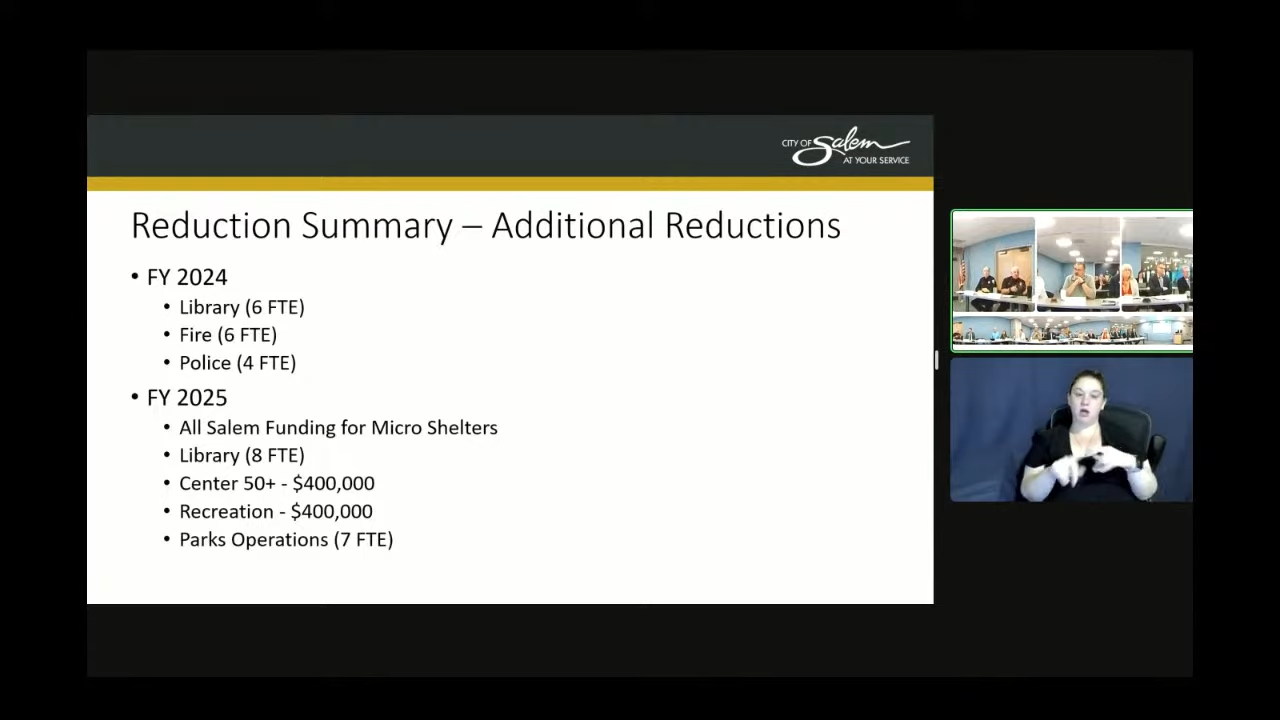 CITY OF Salem
AT YOUR SERVICE
Reduction Summary – Additional Reductions
• FY 2024
• Library (6 FTE)
• Fire (6 FTE)
• Police (4 FTE)
• FY 2025
• All Salem Funding for Micro Shelters
• Library (8 FTE)
• Center 50+ - $400,000
• Recreation - $400,000
• Parks Operations (7 FTE)